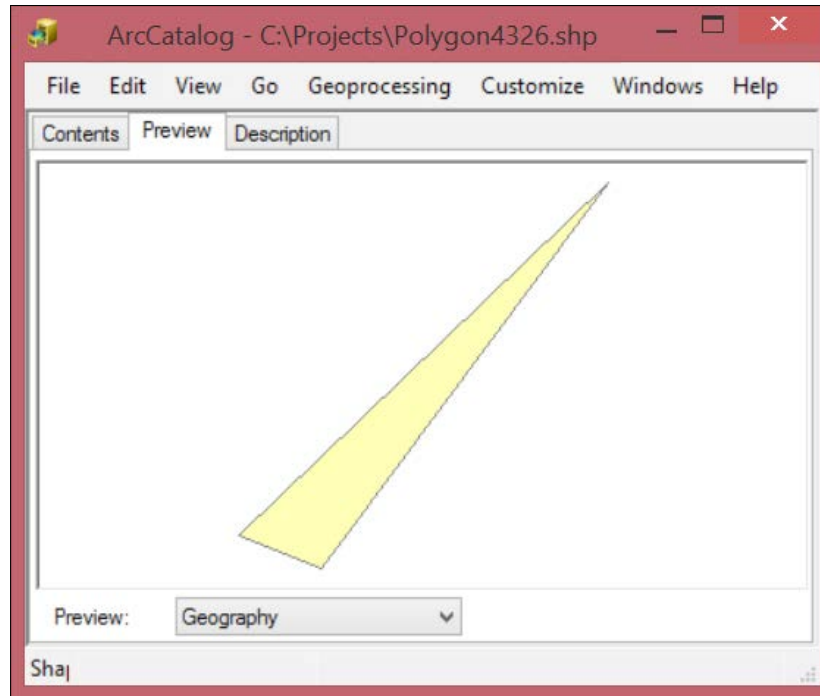 ArcCatalog - C:\Projects\Polygon4326.shp
File Edit View Go Geoprocessing Customize Windows Help
Contents Preview Description
Preview: Geography